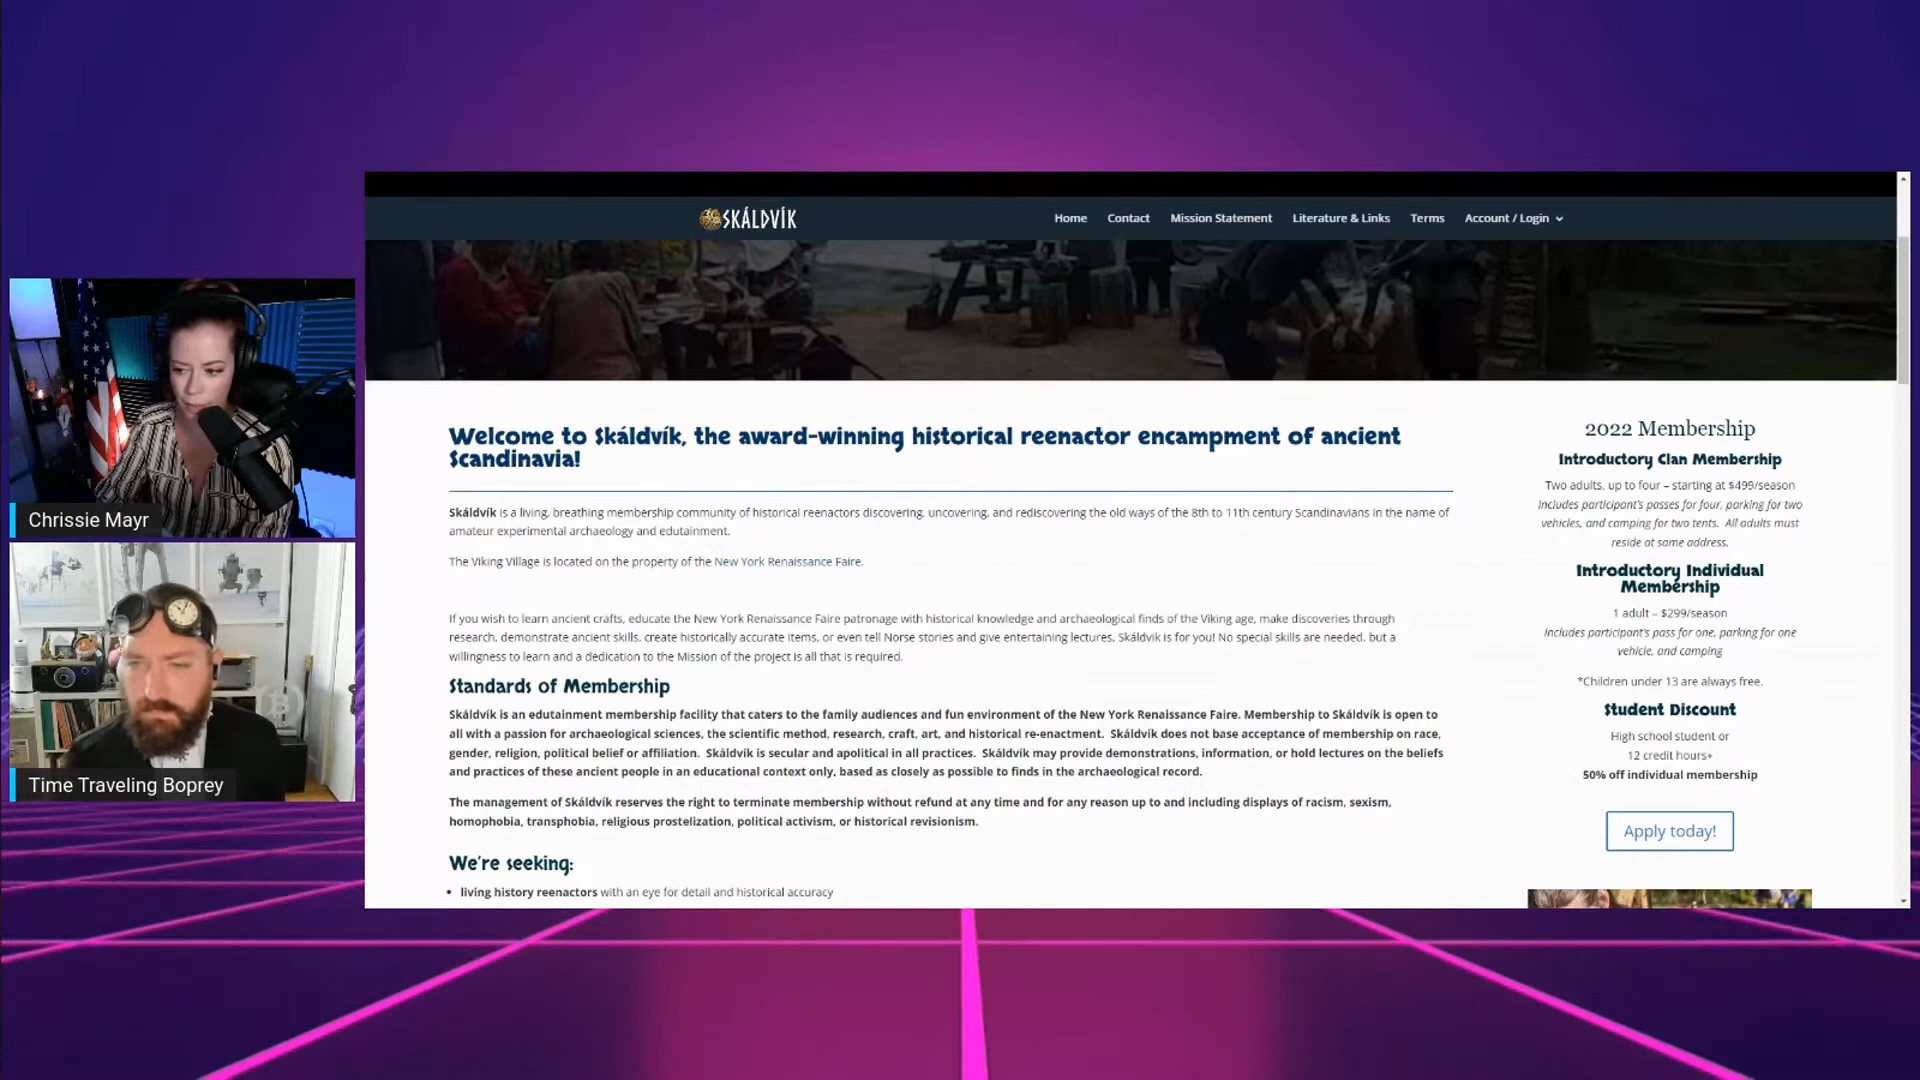 SKÁLDVÍK
Home Contact Mission Statement Literature & Links Terms Account / Login
Welcome to Skáldvík, the award-winning historical reenactor encampment of ancient
Scandinavia!
Skáldvík is a living, breathing membership community of historical reenactors discovering, uncovering, and rediscovering the old ways of the 8th to 11th century Scandinavians in the name of
amateur experimental archaeology and edutainment.
The Viking Village is located on the property of the New York Renaissance Faire.
If you wish to learn ancient crafts, educate the New York Renaissance Faire patronage with historical knowledge and archaeological finds of the Viking age, make discoveries through
research, demonstrate ancient skills, create historically accurate items, or even tell Norse stories and give entertaining lectures, Skáldvík is for you! No special skills are needed, but a
willingness to learn and a dedication to the Mission of the project is all that is required.
Standards of Membership
Skáldvík is an edutainment membership facility that caters to the family audiences and fun environment of the New York Renaissance Faire. Membership to Skáldvík is open to
all with a passion for archaeological sciences, the scientific method, research, craft, art, and historical re-enactment. Skáldvík does not base acceptance of membership on race,
gender, religion, political belief or affiliation. Skáldvík is secular and apolitical in all practices. Skáldvík may provide demonstrations, information, or hold lectures on the beliefs
and practices of these ancient people in an educational context only, based as closely as possible to finds in the archaeological record.
The management of Skáldvík reserves the right to terminate membership without refund at any time and for any reason up to and including displays of racism, sexism,
homophobia, transphobia, religious prostelization, political activism, or historical revisionism.
We're seeking:
• living history reenactors with an eye for detail and historical accuracy
2022 Membership
Introductory Clan Membership
Two adults, up to four – starting at $499/season
Includes participant's passes for four, parking for two
vehicles, and camping for two tents. All adults must
reside at same address.
Introductory Individual
Membership
1 adult – $299/season
Includes participant's pass for one, parking for one
vehicle, and camping
*Children under 13 are always free.
Student Discount
High school student or
12 credit hours+
50% off individual membership
Apply today!
Chrissie Mayr
Time Traveling Boprey